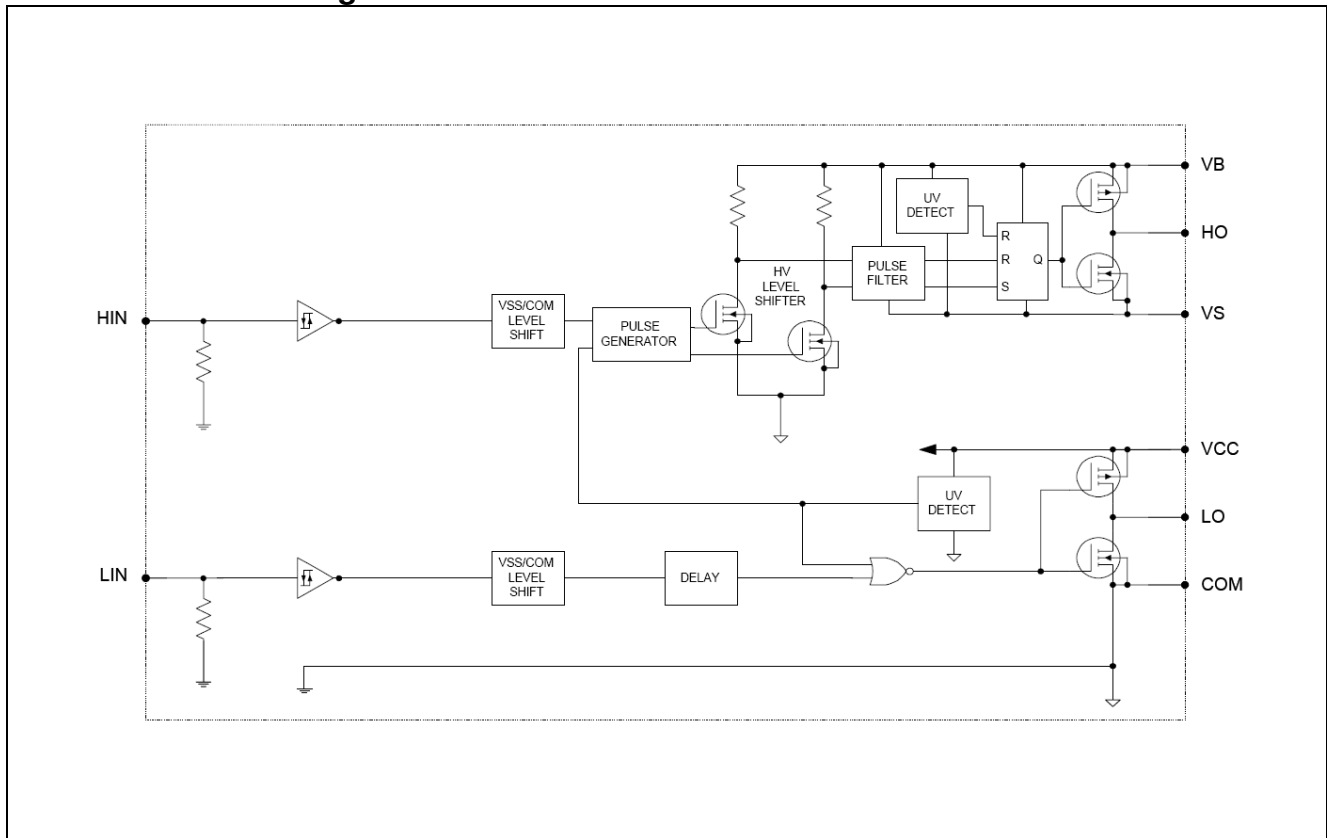 VB
UV
DETECT
HO
R
R Q
S
PULSE
FILTER
HV
LEVEL
SHIFTER
HIN
VSS/COM
LEVEL
SHIFT
PULSE
GENERATOR
VS
VCC
UV
DETECT
LO
LIN
VSS/COM
LEVEL
SHIFT
DELAY
COM